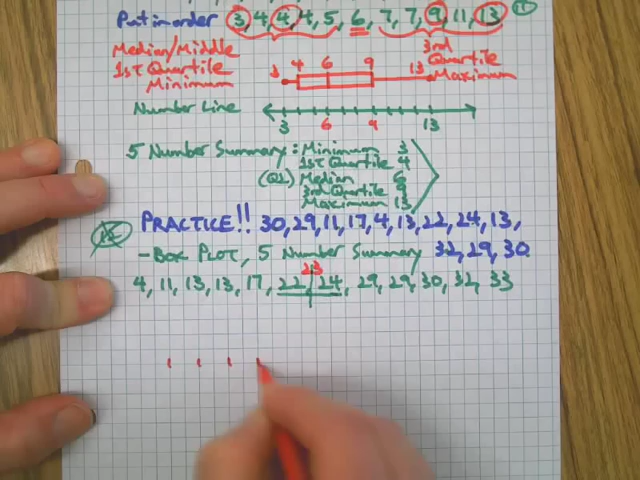 Put in order 3, 4, 4, 4, 5, 6, 7, 7, 9, 11, 13
Median/Middle
1st Quartile
Minimum
3 4 6 9 13
3rd
Quartile
Maximum
Number Line
3 6 9 13
5 Number Summary: Minimum 3
1st Quartile 4
(Q1) Median 6
3rd Quartile 9
Maximum 13
PRACTICE!! 30, 29, 11, 17, 4, 13, 22, 24, 13,
- BOX PLOT, 5 Number Summary 32, 29, 30
23
4, 11, 13, 13, 17, 22, 24, 29, 29, 30, 32, 33